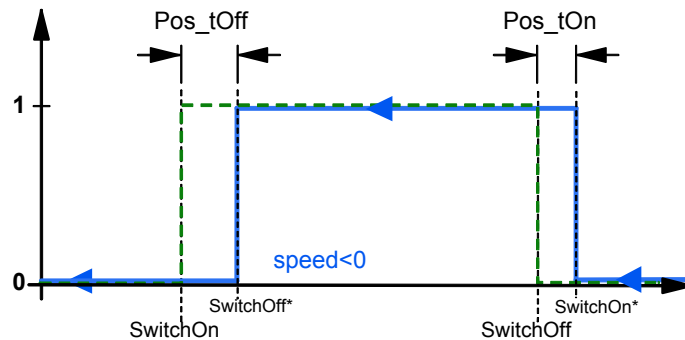 Pos_tOff
Pos_tOn
1
speed<0
0
SwitchOff*
SwitchOn*
SwitchOn
SwitchOff